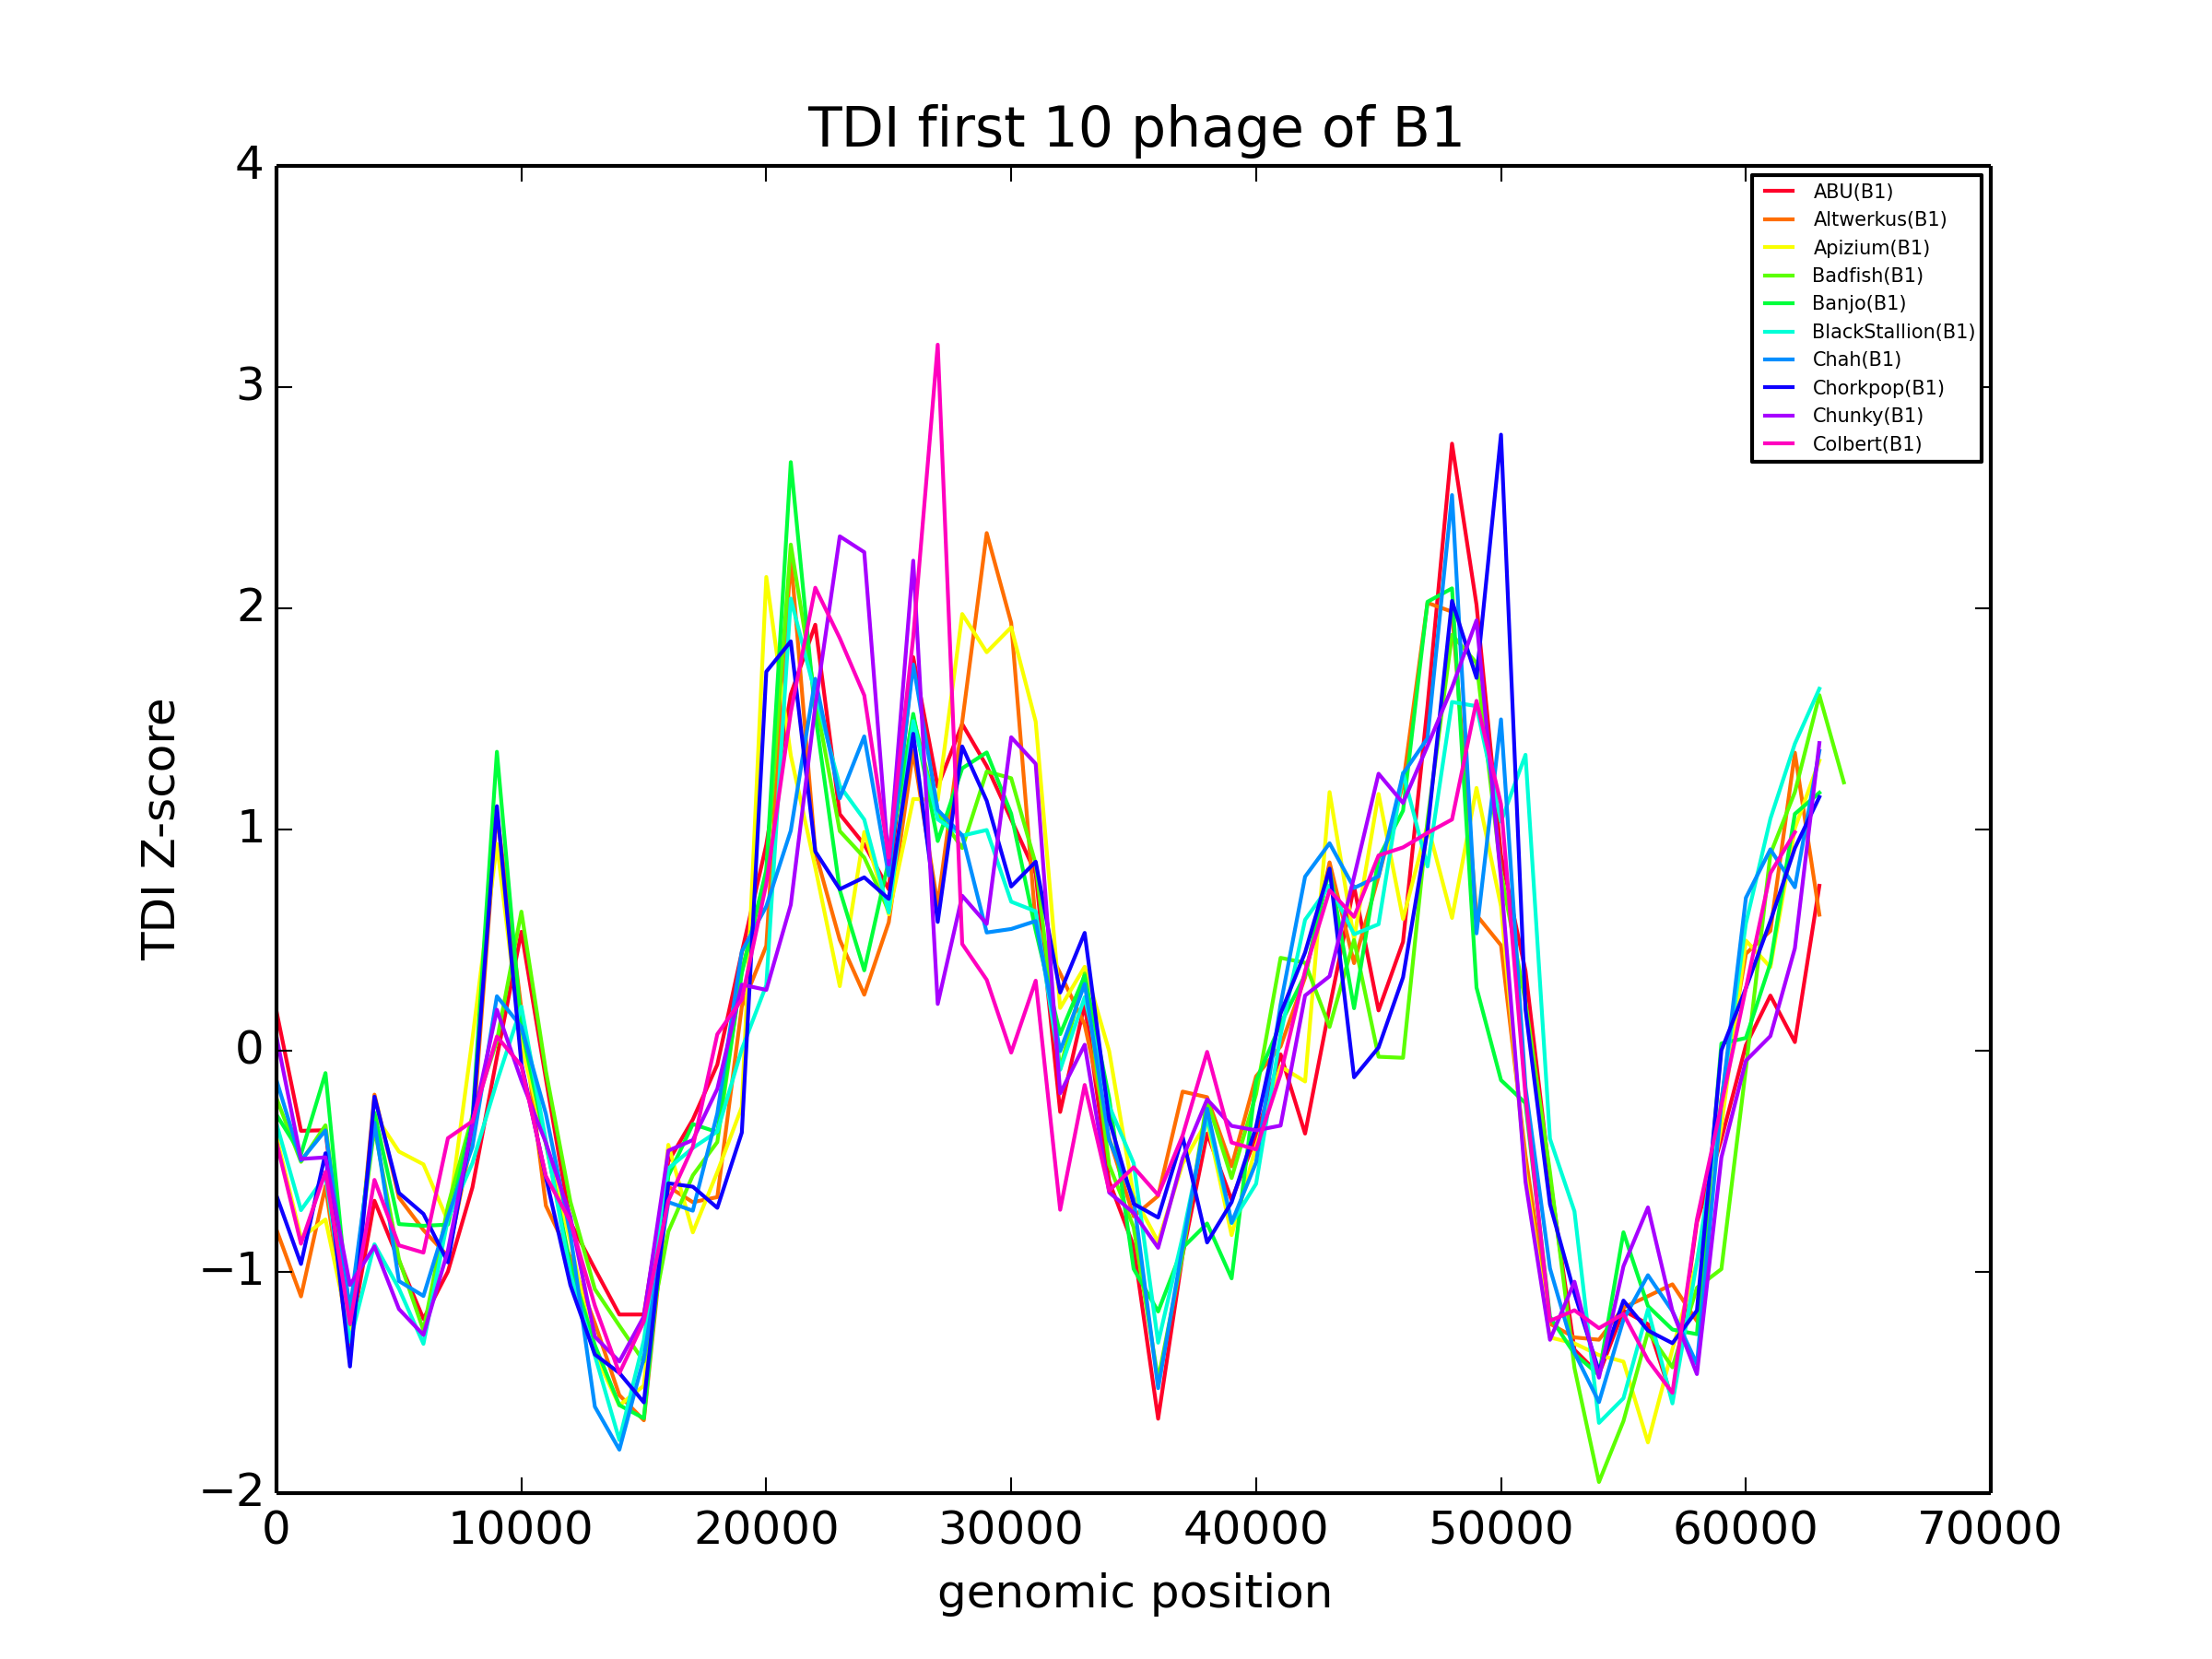 TDI first 10 phage of B1
4
3
2
1
0
−1
−2
TDI Z-score
0 10000 20000 30000 40000 50000 60000 70000
genomic position
ABU(B1)
Altwerkus(B1)
Apizium(B1)
Badfish(B1)
Banjo(B1)
BlackStallion(B1)
Chah(B1)
Chorkpop(B1)
Chunky(B1)
Colbert(B1)